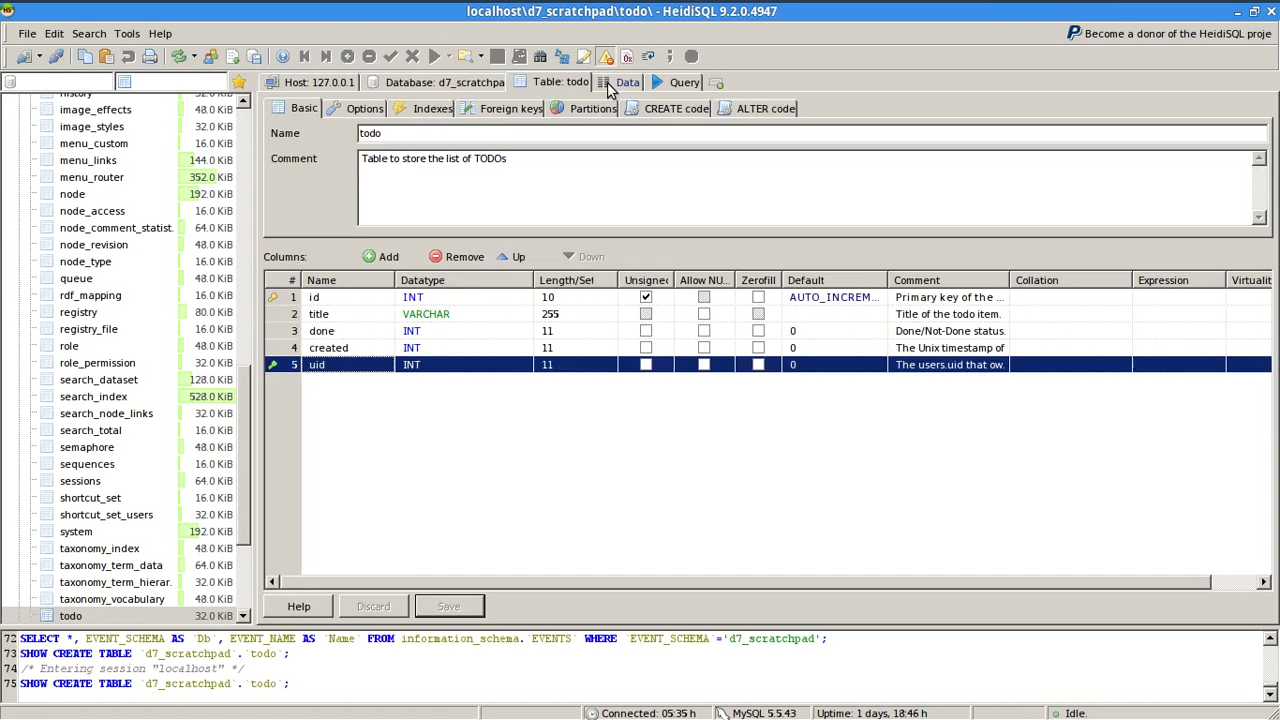 localhost\d7_scratchpad\todo\ - HeidiSQL 9.2.0.4947
File Edit Search Tools Help
Become a donor of the HeidiSQL proje
Host: 127.0.0.1 Database: d7_scratchpa Table: todo Data Query
Basic Options Indexes Foreign keys Partitions CREATE code ALTER code
Name todo
Comment Table to store the list of TODOs
Columns: Add Remove Up Down
# Name Datatype Length/Set Unsigned Allow NU... Zerofill Default Comment Collation Expression Virtualit
1 id INT 10 AUTO_INCREM... Primary key of the ...
2 title VARCHAR 255 Title of the todo item.
3 done INT 11 0 Done/Not-Done status.
4 created INT 11 0 The Unix timestamp of
5 uid INT 11 0 The users.uid that ow.
history
image_effects 48.0 KiB
image_styles 32.0 KiB
menu_custom 16.0 KiB
menu_links 144.0 KiB
menu_router 352.0 KiB
node 192.0 KiB
node_access 16.0 KiB
node_comment_statist. 64.0 KiB
node_revision 48.0 KiB
node_type 16.0 KiB
queue 48.0 KiB
rdf_mapping 16.0 KiB
registry 80.0 KiB
registry_file 16.0 KiB
role 48.0 KiB
role_permission 32.0 KiB
search_dataset 128.0 KiB
search_index 528.0 KiB
search_node_links 32.0 KiB
search_total 16.0 KiB
semaphore 48.0 KiB
sequences 16.0 KiB
sessions 64.0 KiB
shortcut_set 16.0 KiB
shortcut_set_users 32.0 KiB
system 192.0 KiB
taxonomy_index 48.0 KiB
taxonomy_term_data 64.0 KiB
taxonomy_term_hierar. 32.0 KiB
taxonomy_vocabulary 48.0 KiB
todo 32.0 KiB
Help Discard Save
72 SELECT *, EVENT_SCHEMA AS `Db`, EVENT_NAME AS `Name` FROM information_schema.`EVENTS` WHERE `EVENT_SCHEMA`='d7_scratchpad';
73 SHOW CREATE TABLE `d7_scratchpad`.`todo`;
74 /* Entering session "localhost" */
75 SHOW CREATE TABLE `d7_scratchpad`.`todo`;
Connected: 05:35 h MySQL 5.5.43 Uptime: 1 days, 18:46 h Idle.